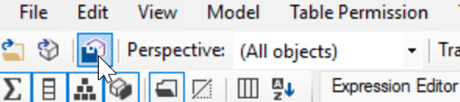 File Edit View Model Table Permission
Perspective: (All objects)
Expression Editor